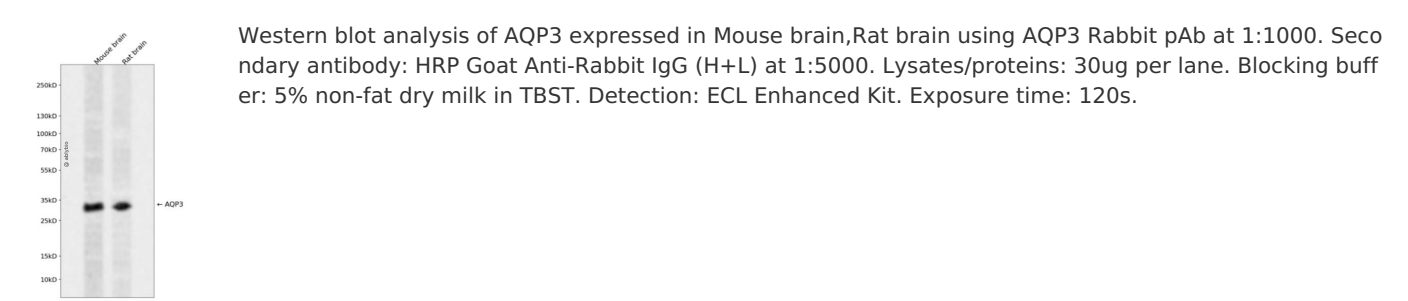 Western blot analysis of AQP3 expressed in Mouse brain,Rat brain using AQP3 Rabbit pAb at 1:1000. Seco
ndary antibody: HRP Goat Anti-Rabbit IgG (H+L) at 1:5000. Lysates/proteins: 30ug per lane. Blocking buff
er: 5% non-fat dry milk in TBST. Detection: ECL Enhanced Kit. Exposure time: 120s.
Mouse brain
Rat brain
250kD
130kD
100kD
70kD
55kD
35kD
← AQP3
25kD
15kD
10kD